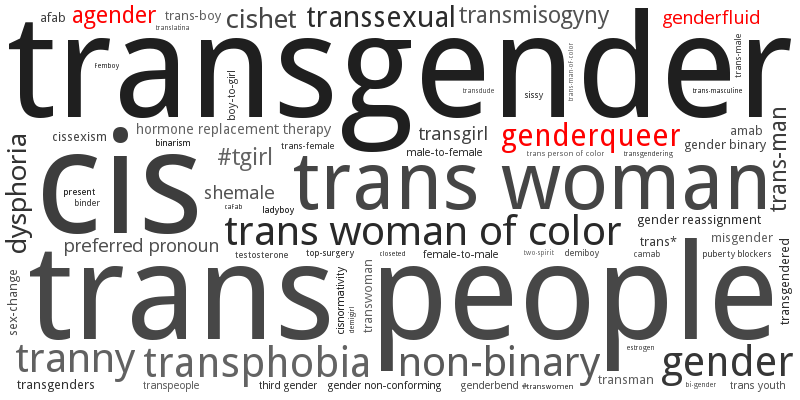 afab
agender
trans-boy
translatina
cishet
transsexual
transmisogyny
genderfluid
transgender
Femboy
boy-to-girl
transdude
sissy
trans-man-of-color
trans-masculine
trans-male
cissexism
hormone replacement therapy
binarism
trans-female
transgirl
male-to-female
genderqueer
trans person of color
transgendering
amab
gender binary
trans-man
dysphoria
cis
#tgirl
trans woman
present
binder
shemale
cafab
ladyboy
trans woman of color
gender reassignment
preferred pronoun
testosterone
top-surgery
closeted
female-to-male
two-spirit
demiboy
trans*
camab
misgender
puberty blockers
transgendered
sex-change
trans people
cisnormativity
demigirl
transwoman
tranny
transphobia
non-binary
estrogen
gender
transgenders
transpeople
third gender
gender non-conforming
genderbend
#transwomen
transman
bi-gender
trans youth